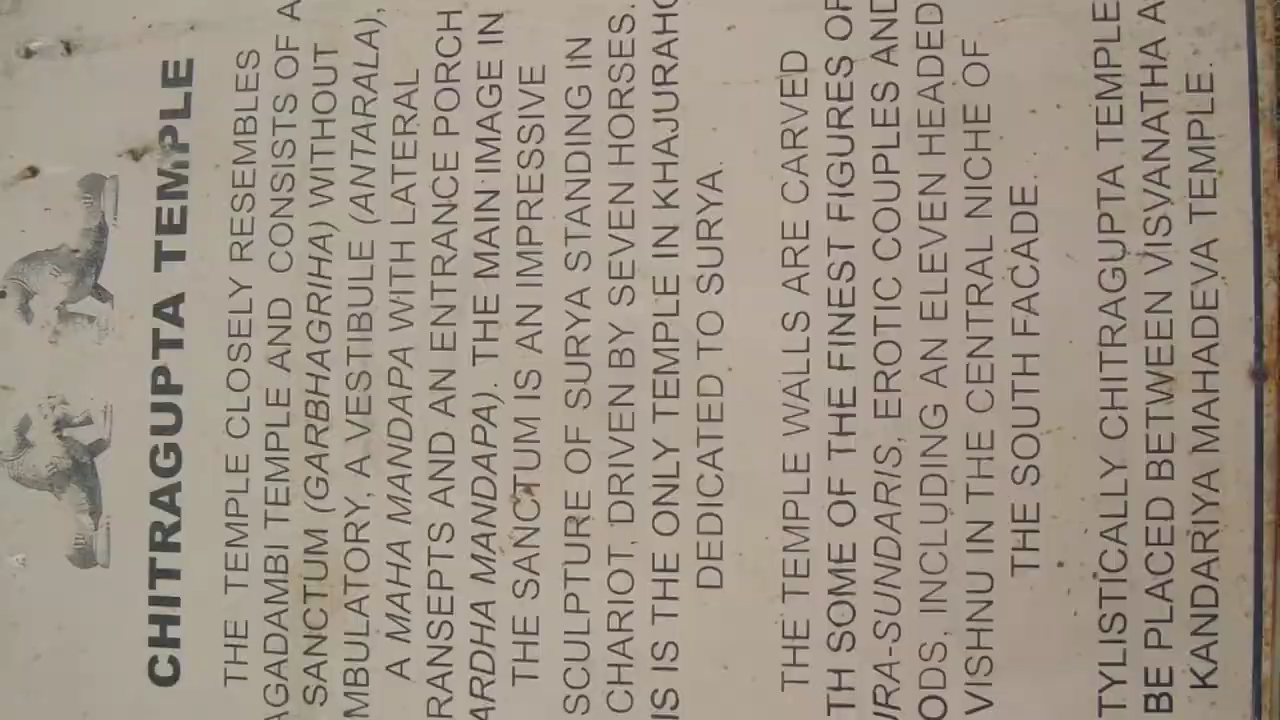 CHITRAGUPTA TEMPLE
THE TEMPLE CLOSELY RESEMBLES
AGADAMBI TEMPLE AND CONSISTS OF A
SANCTUM (GARBHAGRIHA) WITHOUT
MBULATORY, A VESTIBULE (ANTARALA),
A MAHA MANDAPA WITH LATERAL
RANSEPTS AND AN ENTRANCE PORCH
ARDHA MANDAPA). THE MAIN IMAGE IN
THE SANCTUM IS AN IMPRESSIVE
SCULPTURE OF SURYA STANDING IN
CHARIOT, DRIVEN BY SEVEN HORSES.
IS IS THE ONLY TEMPLE IN KHAJURAHO
DEDICATED TO SURYA.
THE TEMPLE WALLS ARE CARVED
TH SOME OF THE FINEST FIGURES OF
URA-SUNDARIS, EROTIC COUPLES AND
ODS, INCLUDING AN ELEVEN HEADED
VISHNU IN THE CENTRAL NICHE OF
THE SOUTH FACADE.
TYLISTICALLY CHITRAGUPTA TEMPLE
BE PLACED BETWEEN VISVANATHA A
KANDARIYA MAHADEVA TEMPLE.